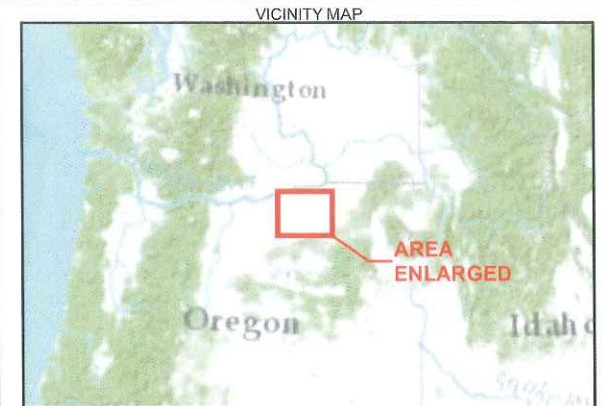 VICINITY MAP
Washington
AREA
ENLARGED
Oregon
Idaho